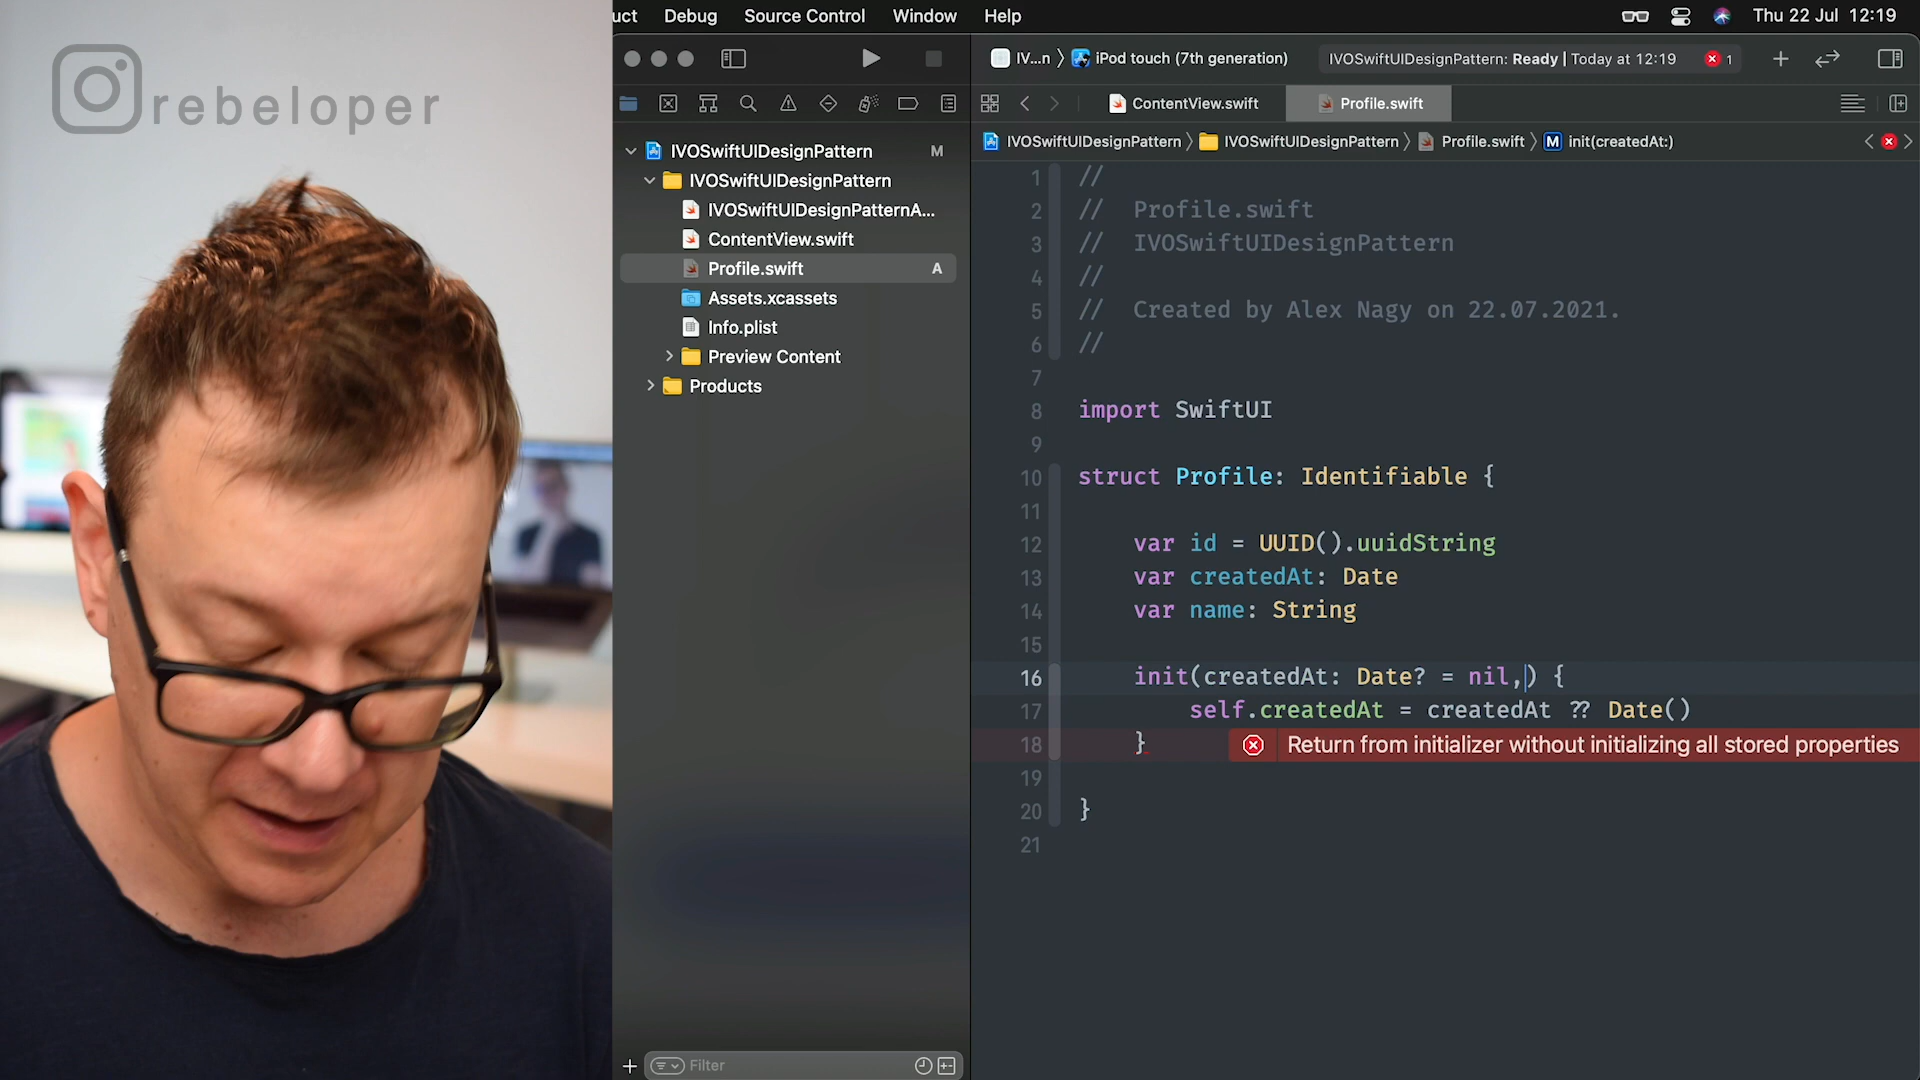 rebeloper
uct Debug Source Control Window Help Thu 22 Jul 12:19
IV...n iPod touch (7th generation) IVOSwiftUIDesignPattern: Ready | Today at 12:19 1
ContentView.swift Profile.swift
IVOSwiftUIDesignPattern IVOSwiftUIDesignPattern Profile.swift M init(createdAt:)
IVOSwiftUIDesignPattern M
IVOSwiftUIDesignPattern
IVOSwiftUIDesignPatternA...
ContentView.swift
Profile.swift A
Assets.xcassets
Info.plist
Preview Content
Products
Filter
1 //
2 // Profile.swift
3 // IVOSwiftUIDesignPattern
4 //
5 // Created by Alex Nagy on 22.07.2021.
6 //
7
8 import SwiftUI
9
10 struct Profile: Identifiable {
11
12 var id = UUID().uuidString
13 var createdAt: Date
14 var name: String
15
16 init(createdAt: Date? = nil,) {
17 self.createdAt = createdAt ?? Date()
18 } Return from initializer without initializing all stored properties
19
20 }
21